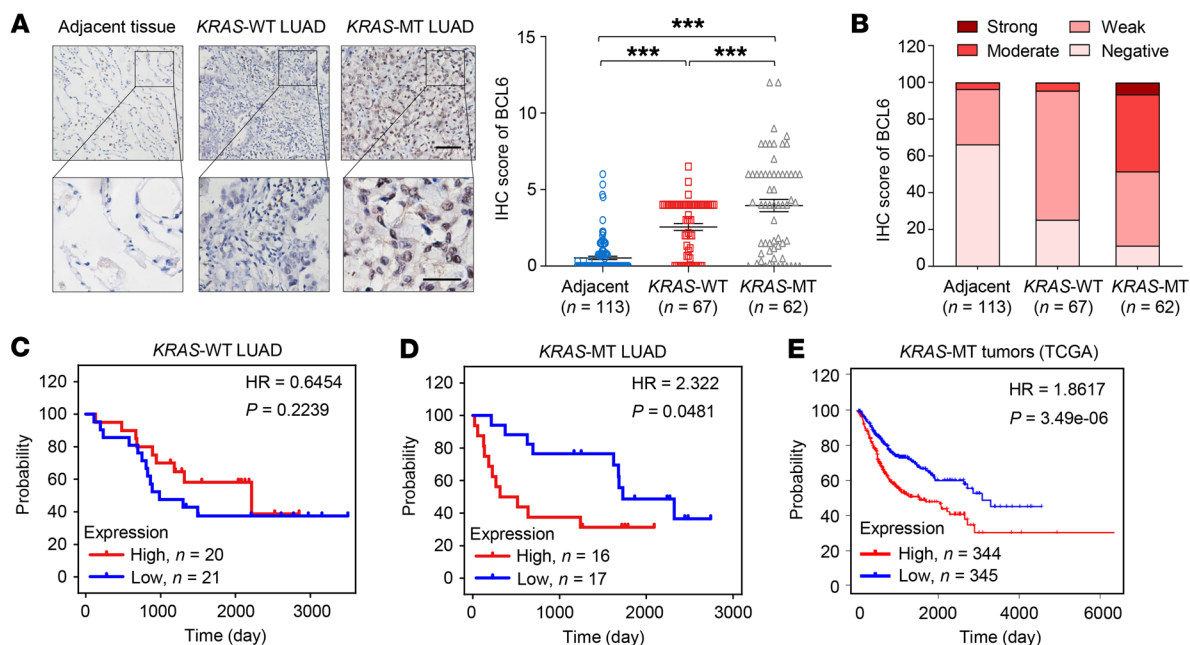 A
Adjacent tissue
KRAS-WT LUAD
KRAS-MT LUAD
IHC score of BCL6
15
10
5
0
***
***
***
Adjacent
(n = 113)
KRAS-WT
(n = 67)
KRAS-MT
(n = 62)
B
Strong
Weak
Moderate
Negative
IHC score of BCL6
120
100
80
60
40
20
0
Adjacent
(n = 113)
KRAS-WT
(n = 67)
KRAS-MT
(n = 62)
C
KRAS-WT LUAD
Probability
120
100
80
60
40
20
0
HR = 0.6454
P = 0.2239
Expression
High, n = 20
Low, n = 21
0
1000
2000
3000
Time (day)
D
KRAS-MT LUAD
Probability
120
100
80
60
40
20
0
HR = 2.322
P = 0.0481
Expression
High, n = 16
Low, n = 17
0
1000
2000
3000
Time (day)
E
KRAS-MT tumors (TCGA)
Probability
120
100
80
60
40
20
0
HR = 1.8617
P = 3.49e-06
Expression
High, n = 344
Low, n = 345
0
2000
4000
6000
Time (day)